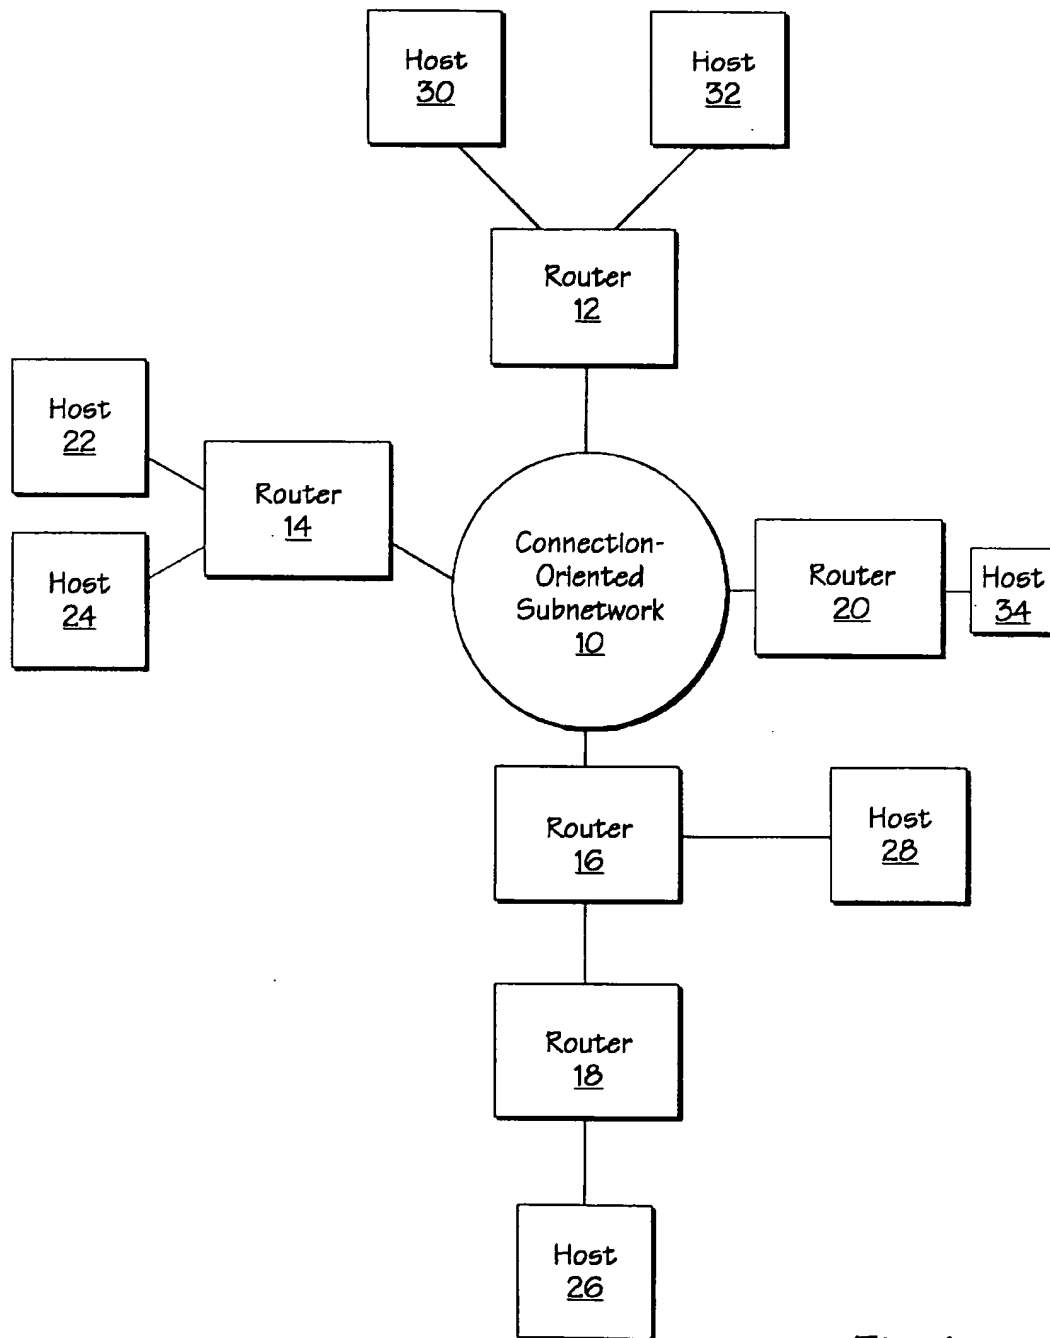 Host
30
Host
32
Router
12
Host
22
Router
14
Host
24
Connection-
Oriented
Subnetwork
10
Router
20
Host
34
Router
16
Host
28
Router
18
Host
26